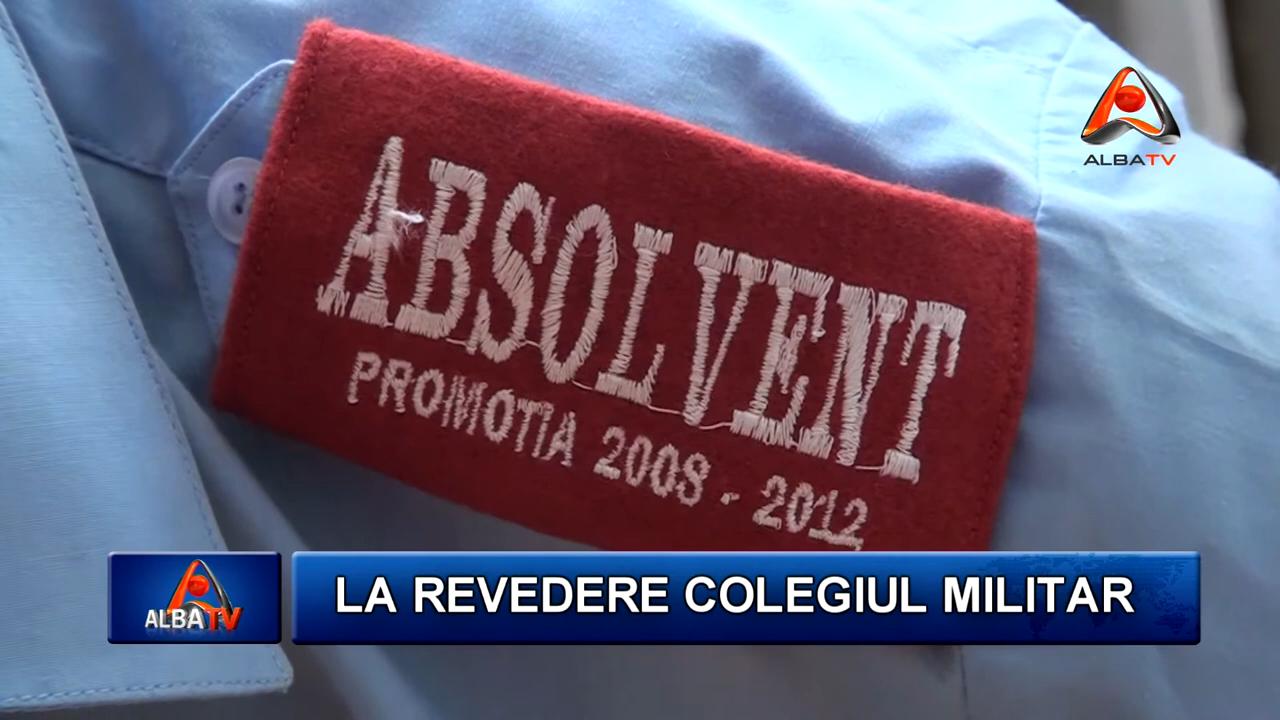 ALBATV
ABSOLVENT
PROMOTIA 2008 - 2012
ALBATV
LA REVEDERE COLEGIUL MILITAR